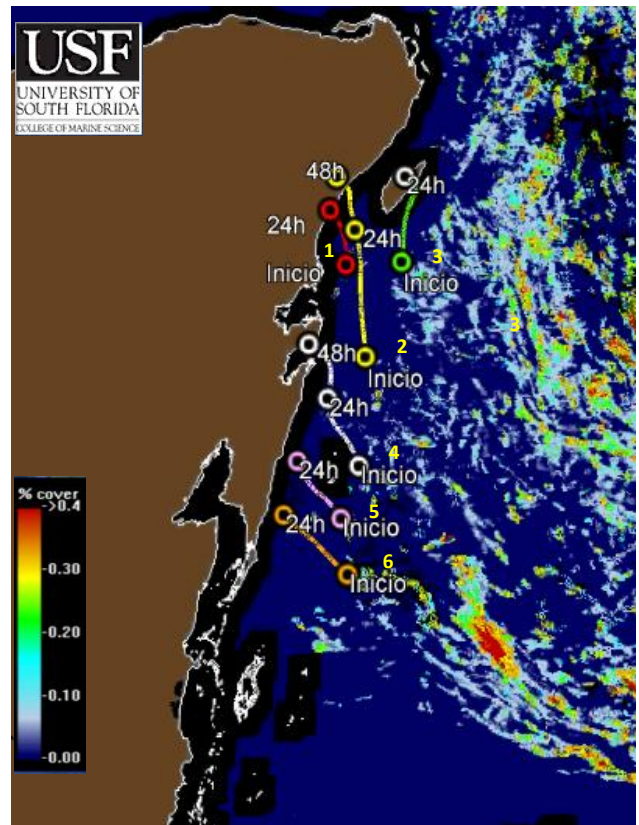 USF
UNIVERSITY OF
SOUTH FLORIDA
COLLEGE OF MARINE SCIENCE
48h
24h
24h
24h
1
3
Inicio
Inicio
3
2
48h
Inicio
24h
4
24h
Inicio
% cover
>0.4
5
24h
Inicio
-0.30
6
Inicio
-0.20
-0.10
-0.00